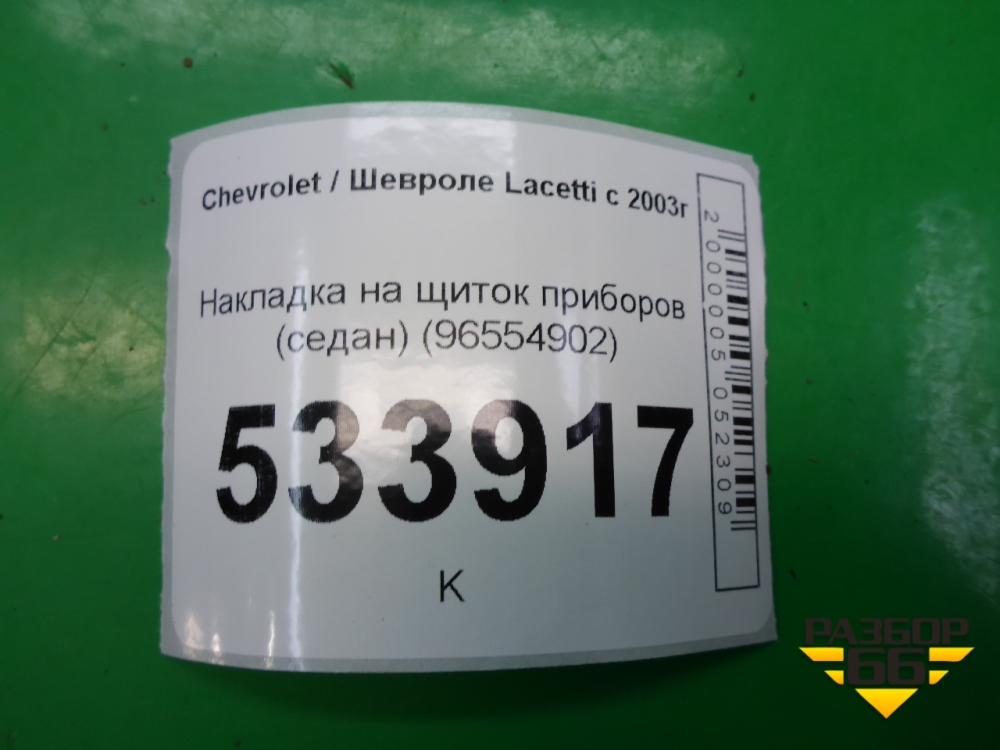 Chevrolet / Шевроле Lacetti с 2003г
Накладка на щиток приборов
(седан) (96554902)
533917
К
2000005052309
РАЗБОР
66